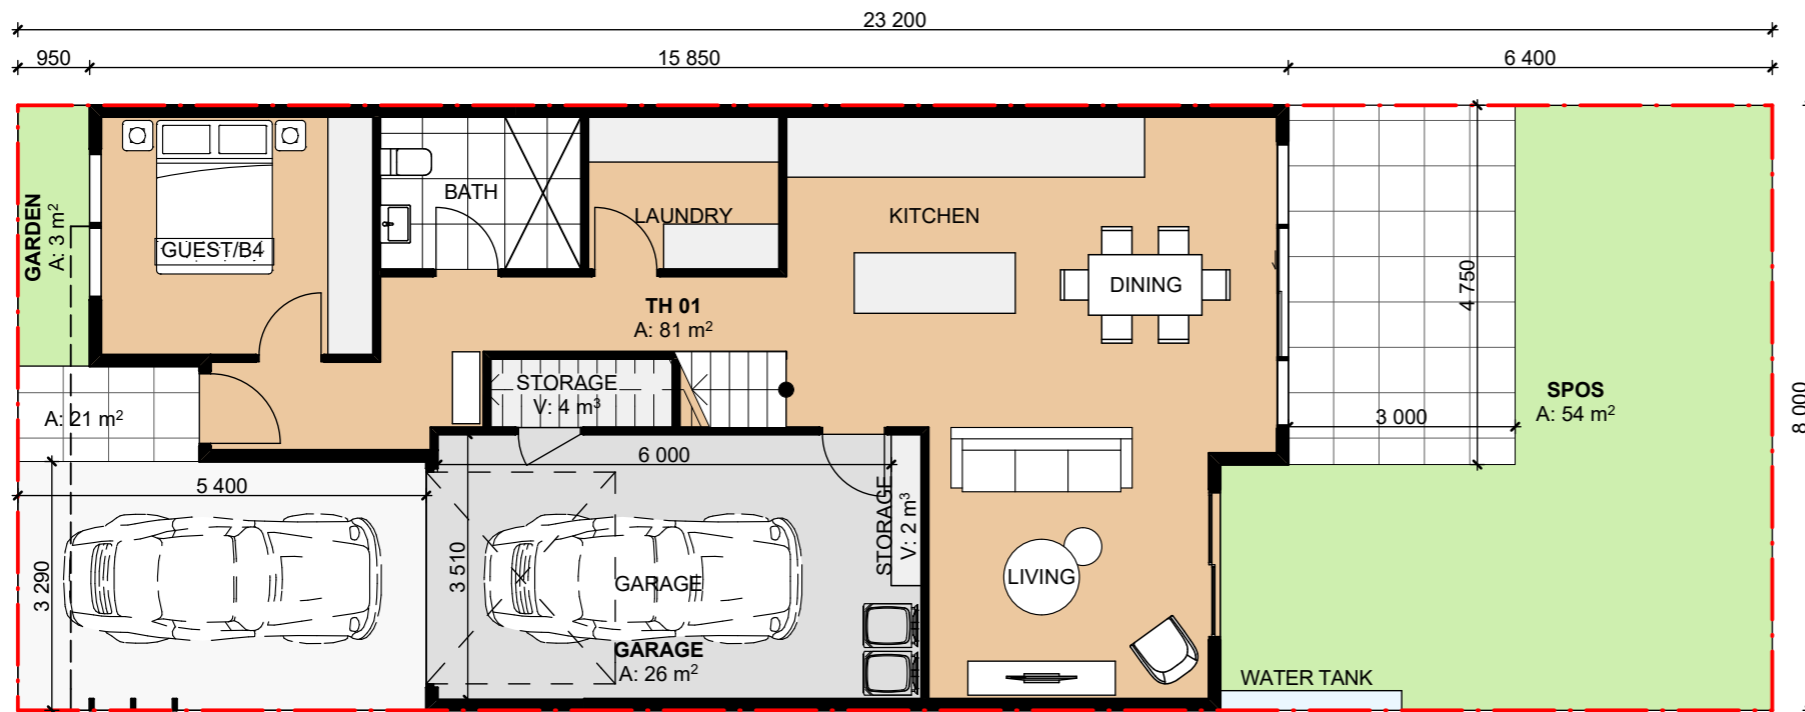 23 200
950
15 850
6 400
GARDEN
A: 3 m²
GUEST/B4
BATH
LAUNDRY
KITCHEN
DINING
TH 01
A: 81 m²
4 750
8 000
STORAGE
V: 4 m³
A: 21 m²
3 000
SPOS
A: 54 m²
6 000
5 400
STORAGE
V: 2 m³
3 290
3 510
GARAGE
LIVING
GARAGE
A: 26 m²
WATER TANK